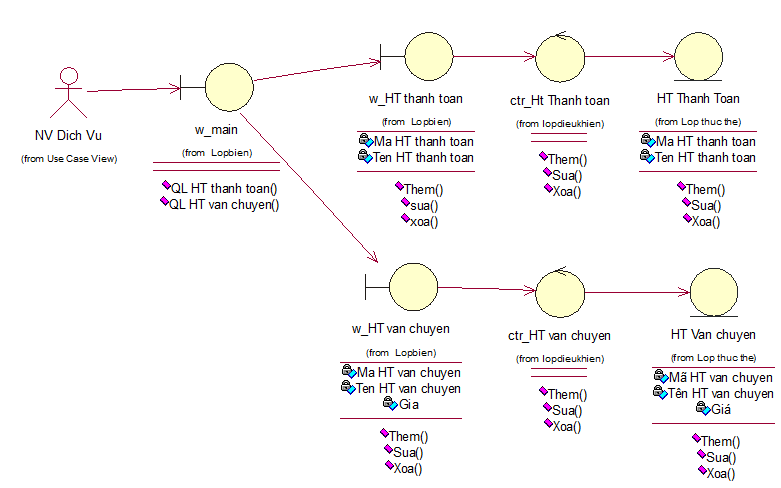 NV Dich Vu
(from Use Case View)
w_main
(from Lopbien)
QL HT thanh toan()
QL HT van chuyen()
w_HT thanh toan
(from Lopbien)
Ma HT thanh toan
Ten HT thanh toan
Them()
sua()
xoa()
ctr_Ht Thanh toan
(from lopdieukhien)
Them()
Sua()
Xoa()
HT Thanh Toan
(from Lop thuc the)
Ma HT thanh toan
Ten HT thanh toan
Them()
Sua()
Xoa()
w_HT van chuyen
(from Lopbien)
Ma HT van chuyen
Ten HT van chuyen
Gia
Them()
Sua()
Xoa()
ctr_HT van chuyen
(from lopdieukhien)
Them()
Sua()
Xoa()
HT Van chuyen
(from Lop thuc the)
Mã HT van chuyen
Tên HT van chuyen
Giá
Them()
Sua()
Xoa()